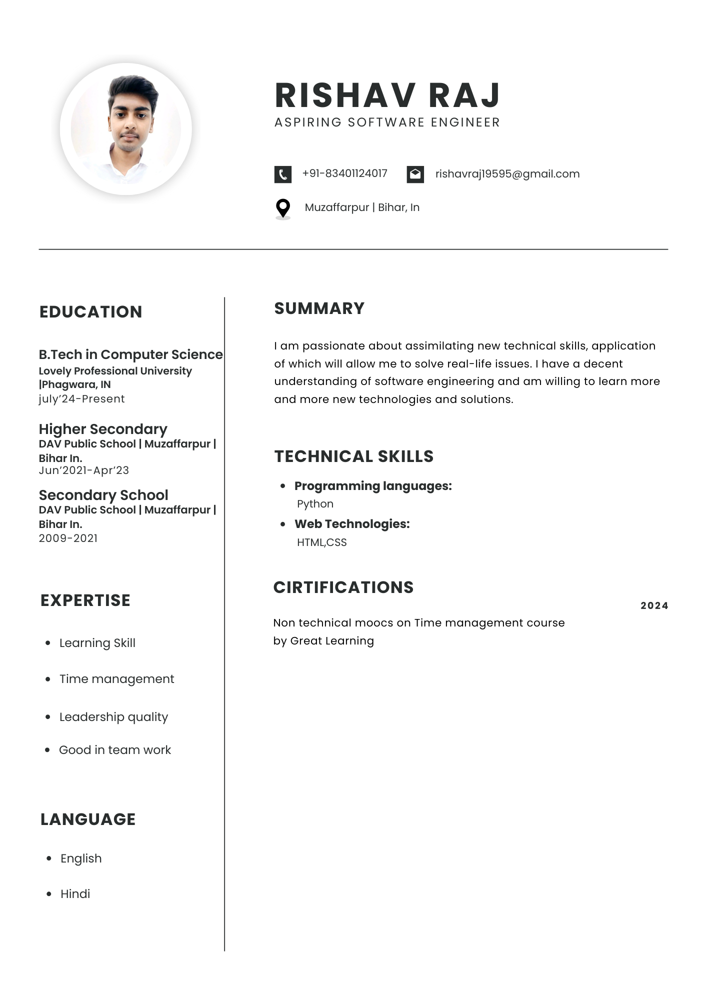 RISHAV RAJ
ASPIRING SOFTWARE ENGINEER
+91-83401124017
rishavraj19595@gmail.com
Muzaffarpur | Bihar, In
EDUCATION
B.Tech in Computer Science
Lovely Professional University
|Phagwara, IN
july’24-Present
Higher Secondary
DAV Public School | Muzaffarpur |
Bihar In.
Jun’2021-Apr’23
Secondary School
DAV Public School | Muzaffarpur |
Bihar In.
2009-2021
EXPERTISE
Learning Skill
Time management
Leadership quality
Good in team work
LANGUAGE
English
Hindi
SUMMARY
I am passionate about assimilating new technical skills, application
of which will allow me to solve real-life issues. I have a decent
understanding of software engineering and am willing to learn more
and more new technologies and solutions.
TECHNICAL SKILLS
Programming languages:
Python
Web Technologies:
HTML,CSS
CIRTIFICATIONS
2024
Non technical moocs on Time management course
by Great Learning